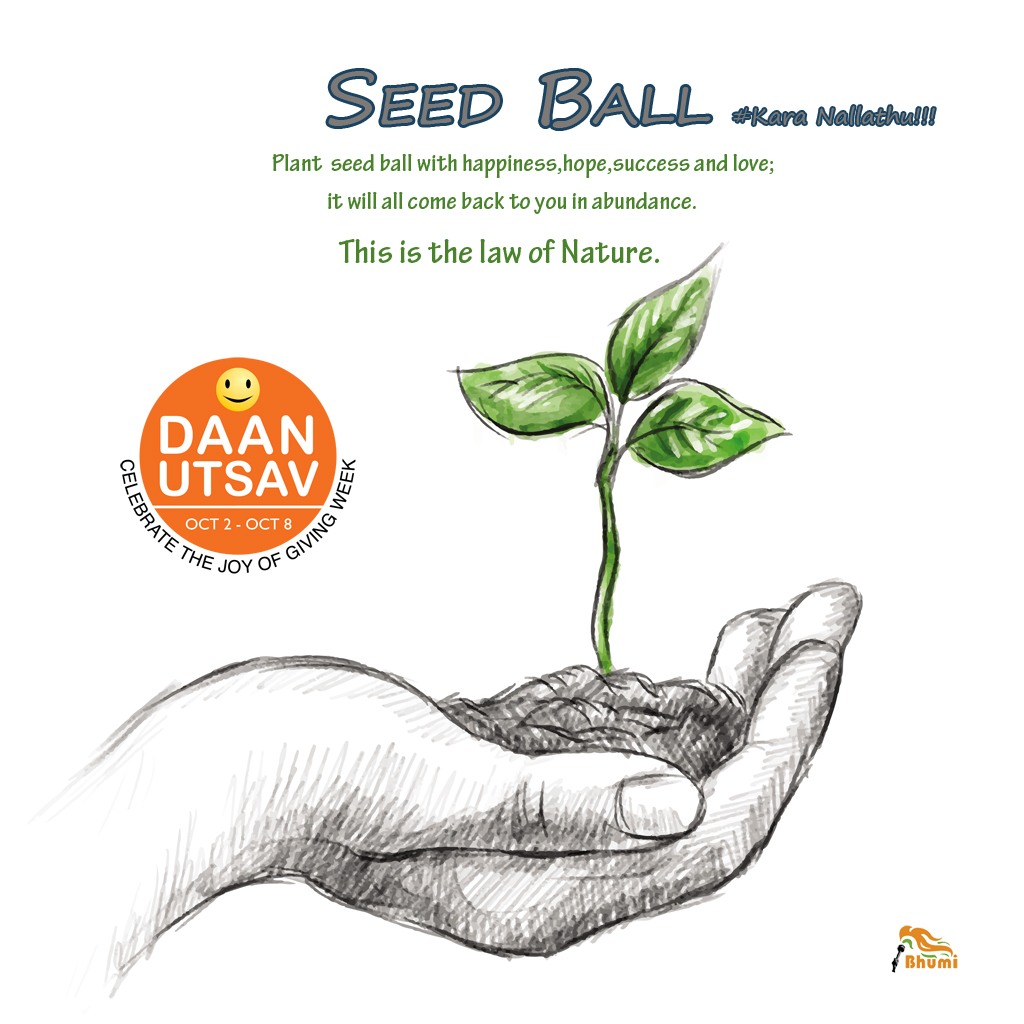 SEED BALL #Kara Nallathu!!!
Plant seed ball with happiness,hope,success and love;
it will all come back to you in abundance.
This is the law of Nature.
DAAN
UTSAV
OCT 2 - OCT 8
CELEBRATE THE JOY OF GIVING WEEK
Bhumi